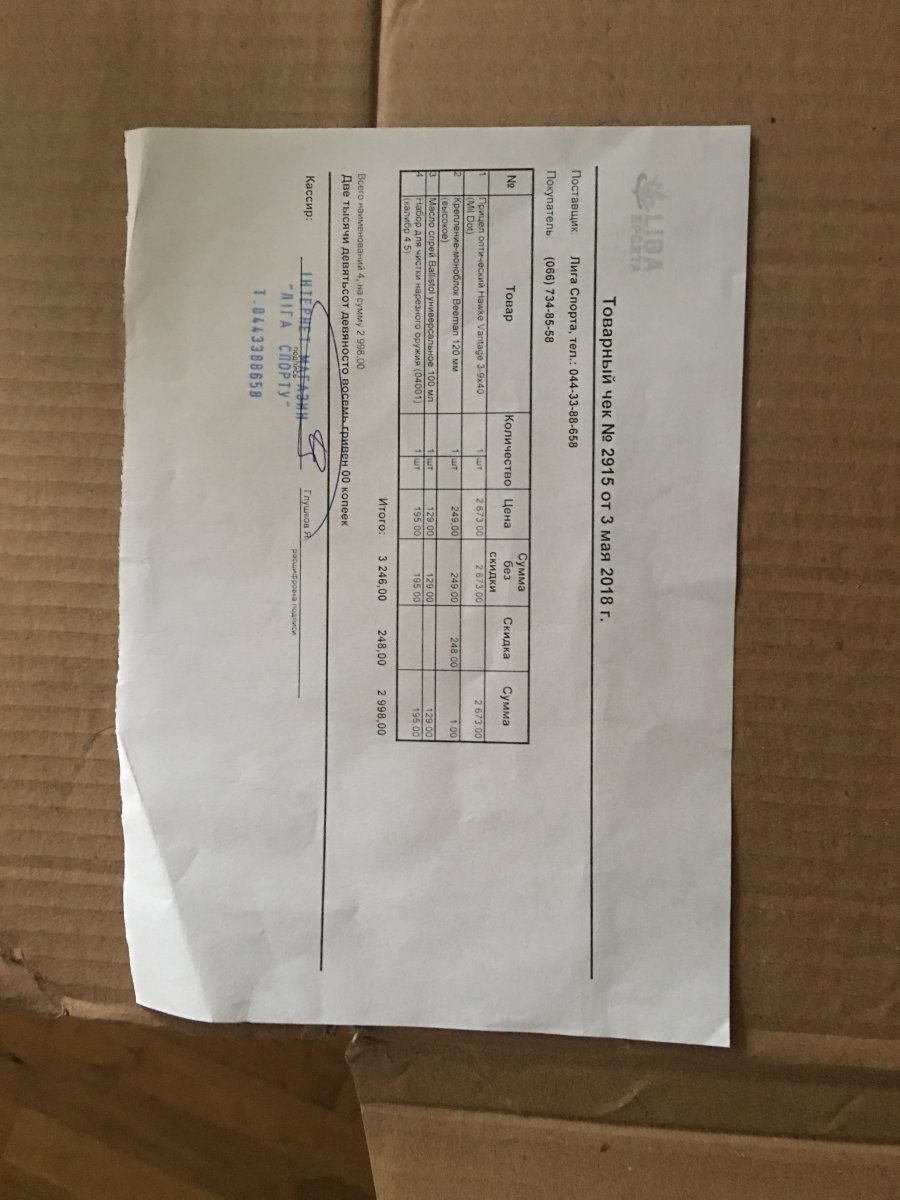 LIGA
SPORTA
Товарный чек № 2915 от 3 мая 2018 г.
Поставщик Лига Спорта, тел.: 044-33-88-658
Покупатель (066) 734-85-58
№ Товар Количество Цена Сумма без скидки Скидка Сумма
1 Прицел оптический Hawke Vantage 3-9x40 1 шт 2 673.00 2 673.00 2 673.00
(Mil Dot)
2 Крепление-моноблок Beeman 120 мм 1 шт 249.00 249.00 248.00 1.00
(высокое)
3 Масло спрей Ballistol универсальное 100 мл 1 шт 129.00 129.00 129.00
4 Набор для чистки нарезного оружия (04001) 1 шт 195.00 195.00 195.00
(калибр 4.5)
Итого: 3 246,00 248,00 2 998,00
Всего наименований 4, на сумму 2 998,00
Две тысячи девятьсот девяносто восемь гривен 00 копеек
Кассир: Глушков Я.
подпись расшифровка подписи
ІНТЕРНЕТ МАГАЗИН
"ЛІГА СПОРТУ"
Т.0443388658